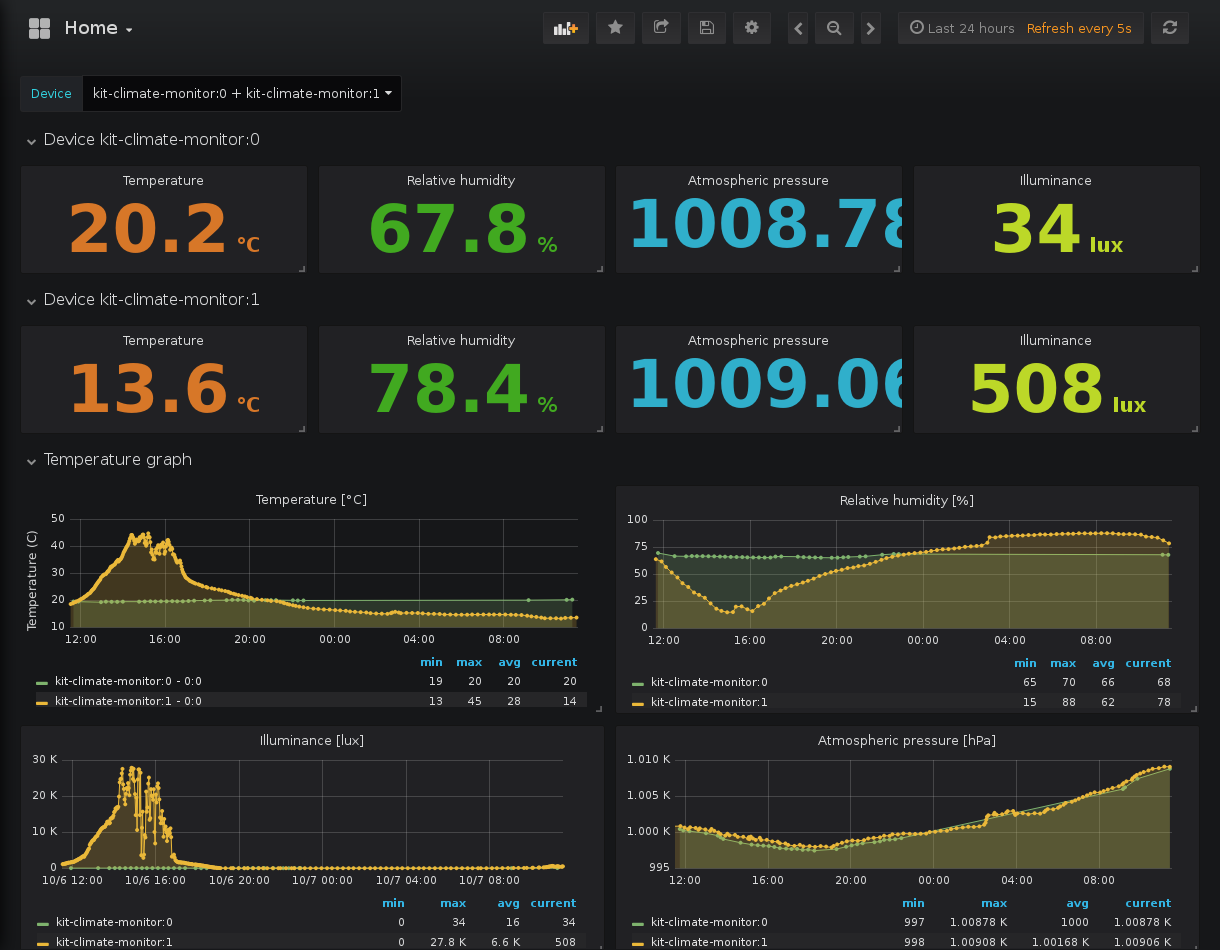 Home
Last 24 hours Refresh every 5s
Device kit-climate-monitor:0 + kit-climate-monitor:1
Device kit-climate-monitor:0
Temperature Relative humidity Atmospheric pressure Illuminance
20.2 °C 67.8 % 1008.78 34 lux
Device kit-climate-monitor:1
Temperature Relative humidity Atmospheric pressure Illuminance
13.6 °C 78.4 % 1009.06 508 lux
Temperature graph
Temperature [°C]
Temperature (C)
50
40
30
20
10
12:00 16:00 20:00 00:00 04:00 08:00
min max avg current
kit-climate-monitor:0 - 0:0 19 20 20 20
kit-climate-monitor:1 - 0:0 13 45 28 14
Relative humidity [%]
100
75
50
25
0
12:00 16:00 20:00 00:00 04:00 08:00
min max avg current
kit-climate-monitor:0 65 70 66 68
kit-climate-monitor:1 15 88 62 78
Illuminance [lux]
30 K
20 K
10 K
0
10/6 12:00 10/6 16:00 10/6 20:00 10/7 00:00 10/7 04:00 10/7 08:00
min max avg current
kit-climate-monitor:0 0 34 16 34
kit-climate-monitor:1 0 27.8 K 6.6 K 508
Atmospheric pressure [hPa]
1.010 K
1.005 K
1.000 K
995
12:00 16:00 20:00 00:00 04:00 08:00
min max avg current
kit-climate-monitor:0 997 1.00878 K 1000 1.00878 K
kit-climate-monitor:1 998 1.00908 K 1.00168 K 1.00906 K